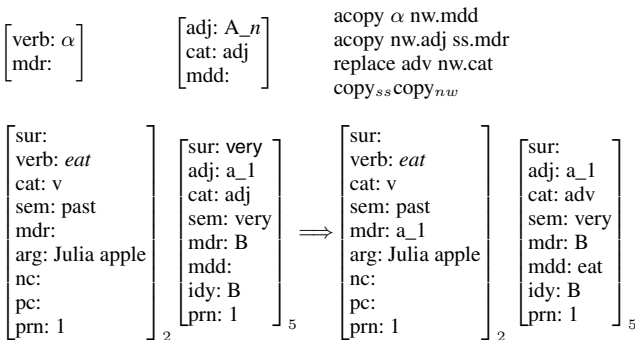 verb: α
mdr:
adj: A_n
cat: adj
mdd:
acopy α nw.mdd
acopy nw.adj ss.mdr
replace adv nw.cat
copy_ss copy_nw
sur:
verb: eat
cat: v
sem: past
mdr:
arg: Julia apple
nc:
pc:
prn: 1
2
sur: very
adj: a_1
cat: adj
sem: very
mdr: B
mdd:
idy: B
prn: 1
5
⟹
sur:
verb: eat
cat: v
sem: past
mdr: a_1
arg: Julia apple
nc:
pc:
prn: 1
2
sur:
adj: a_1
cat: adv
sem: very
mdr: B
mdd: eat
idy: B
prn: 1
5